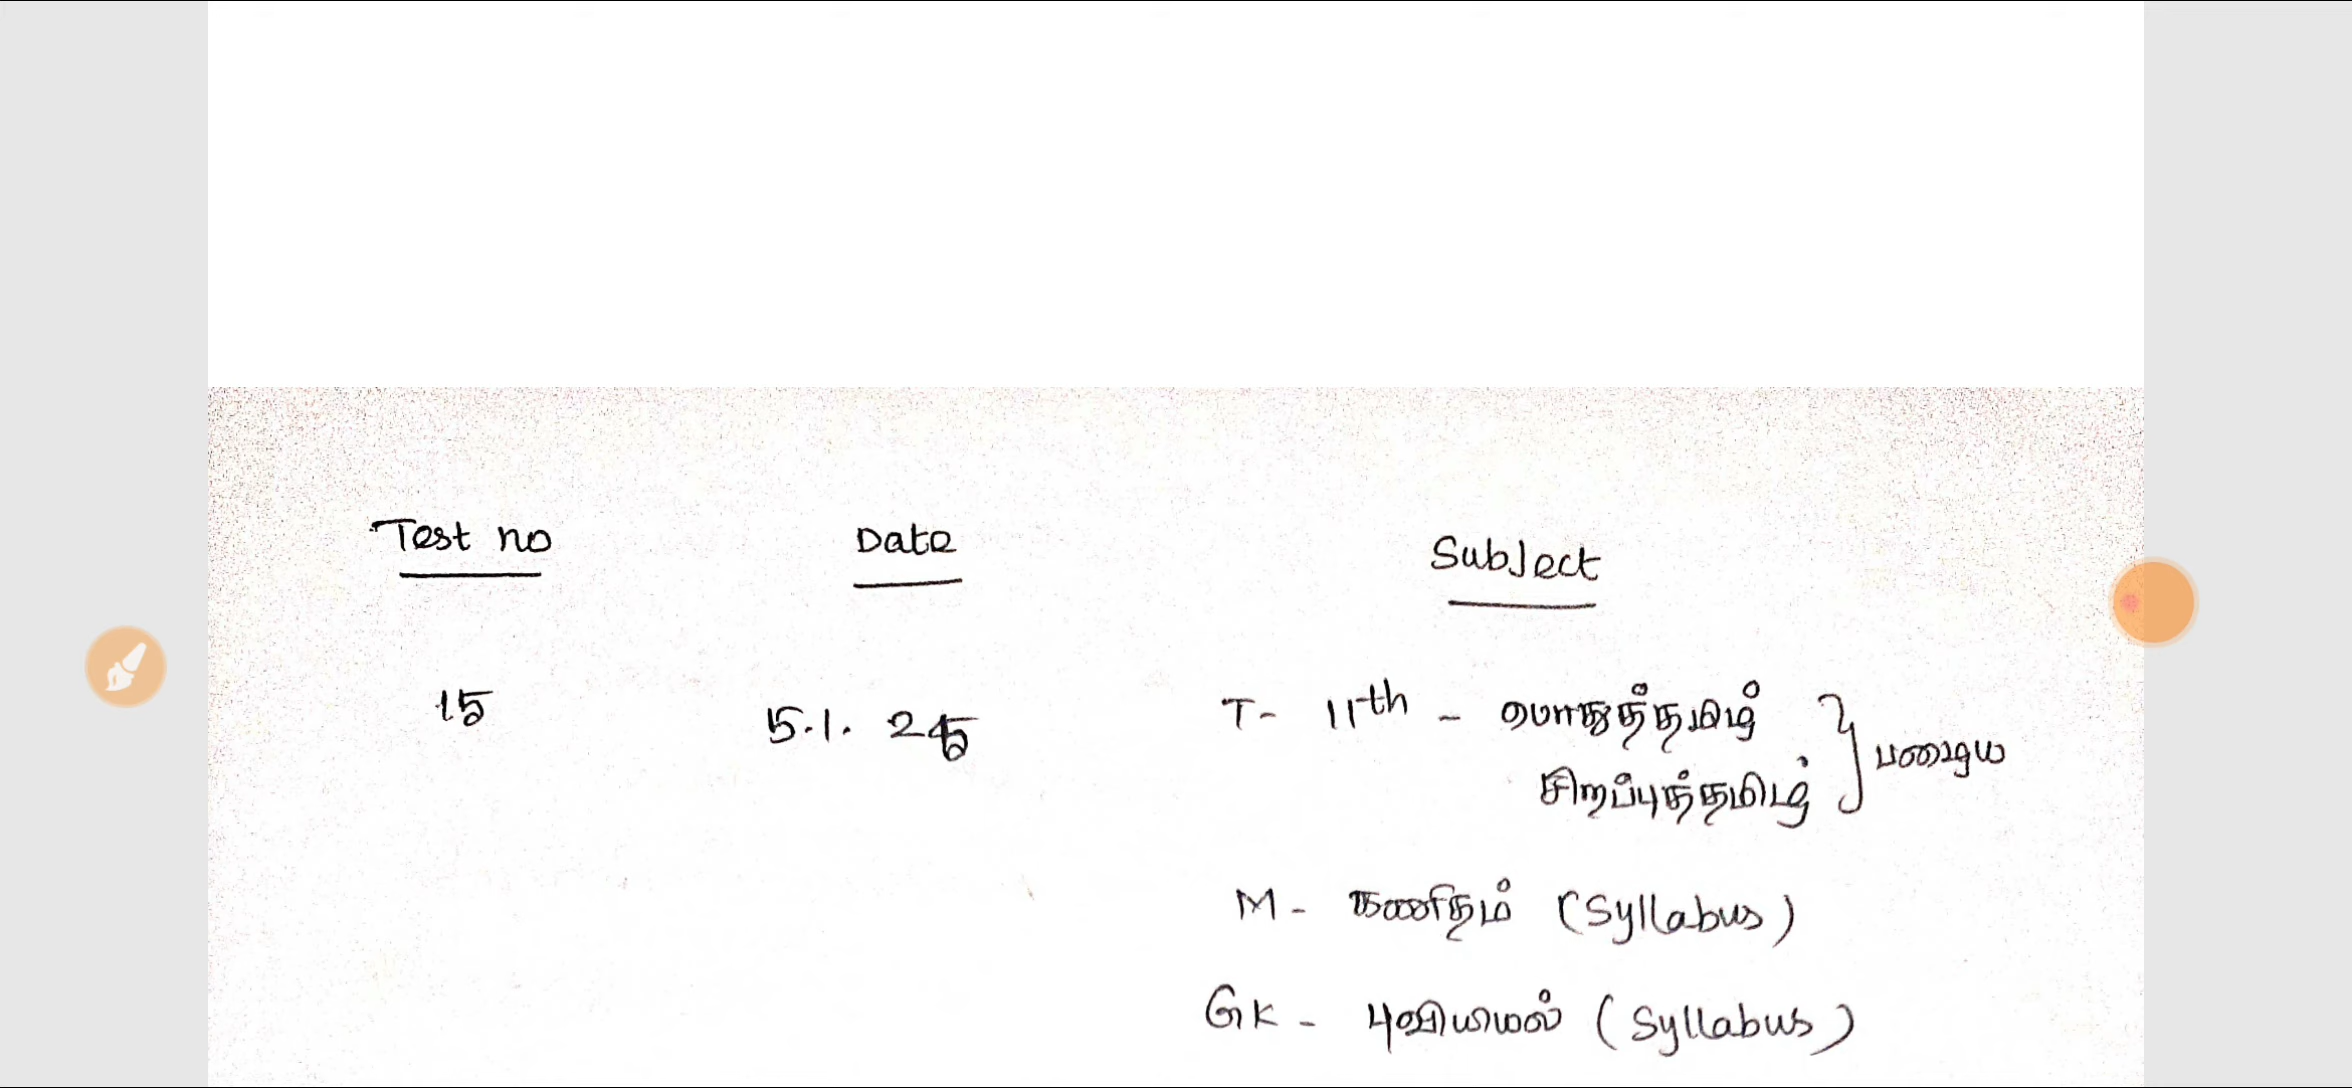 Test no Date Subject
15 5.1. 25 T- 11th - பொதுத்தமிழ் } பழைய
சிறப்புத்தமிழ்
M- கணிதம் (Syllabus)
GK - புவியியல் (Syllabus)